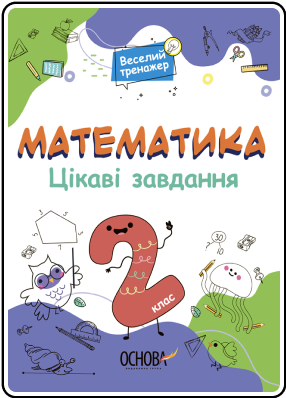 Веселий
тренажер
МАТЕМАТИКА
Цікаві завдання
2
клас
ОСНОВА